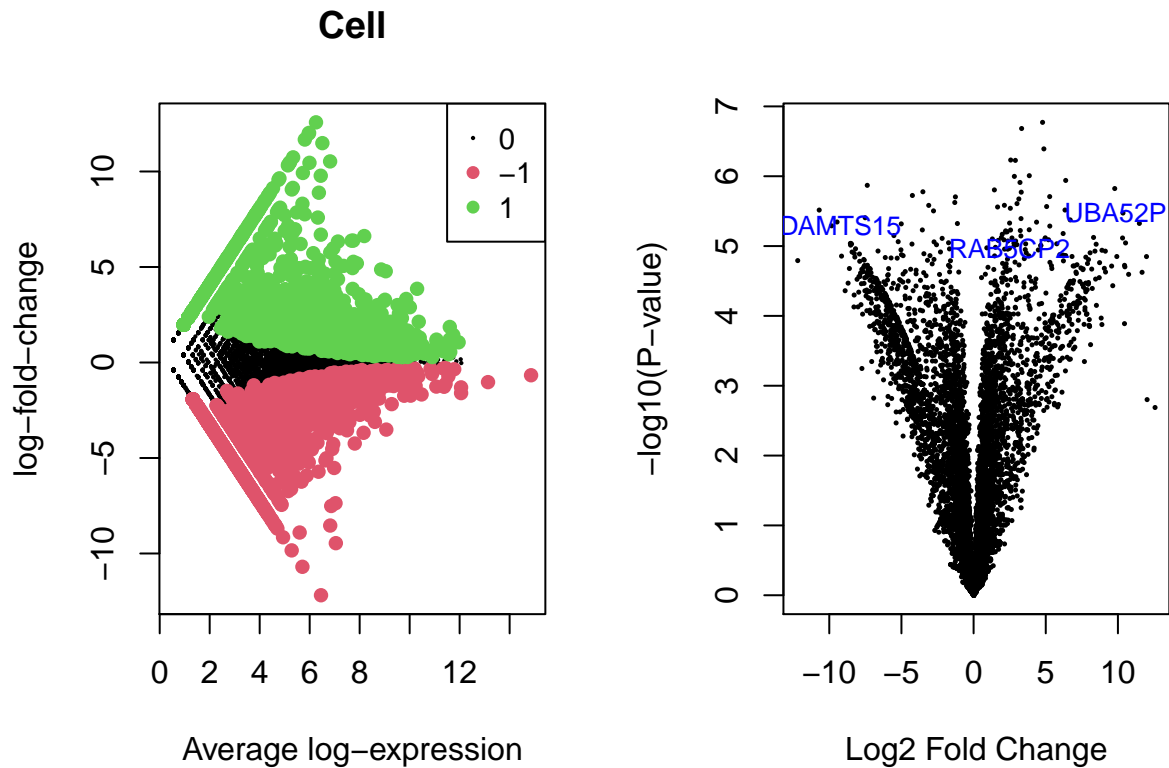 Cell
log−fold−change
10
5
0
−5
−10
0
−1
1
0 2 4 6 8 10 12
Average log−expression
−log10(P−value)
7
6
5
4
3
2
1
0
DAMTS15
RAB5CP2
UBA52P
−10 −5 0 5 10
Log2 Fold Change